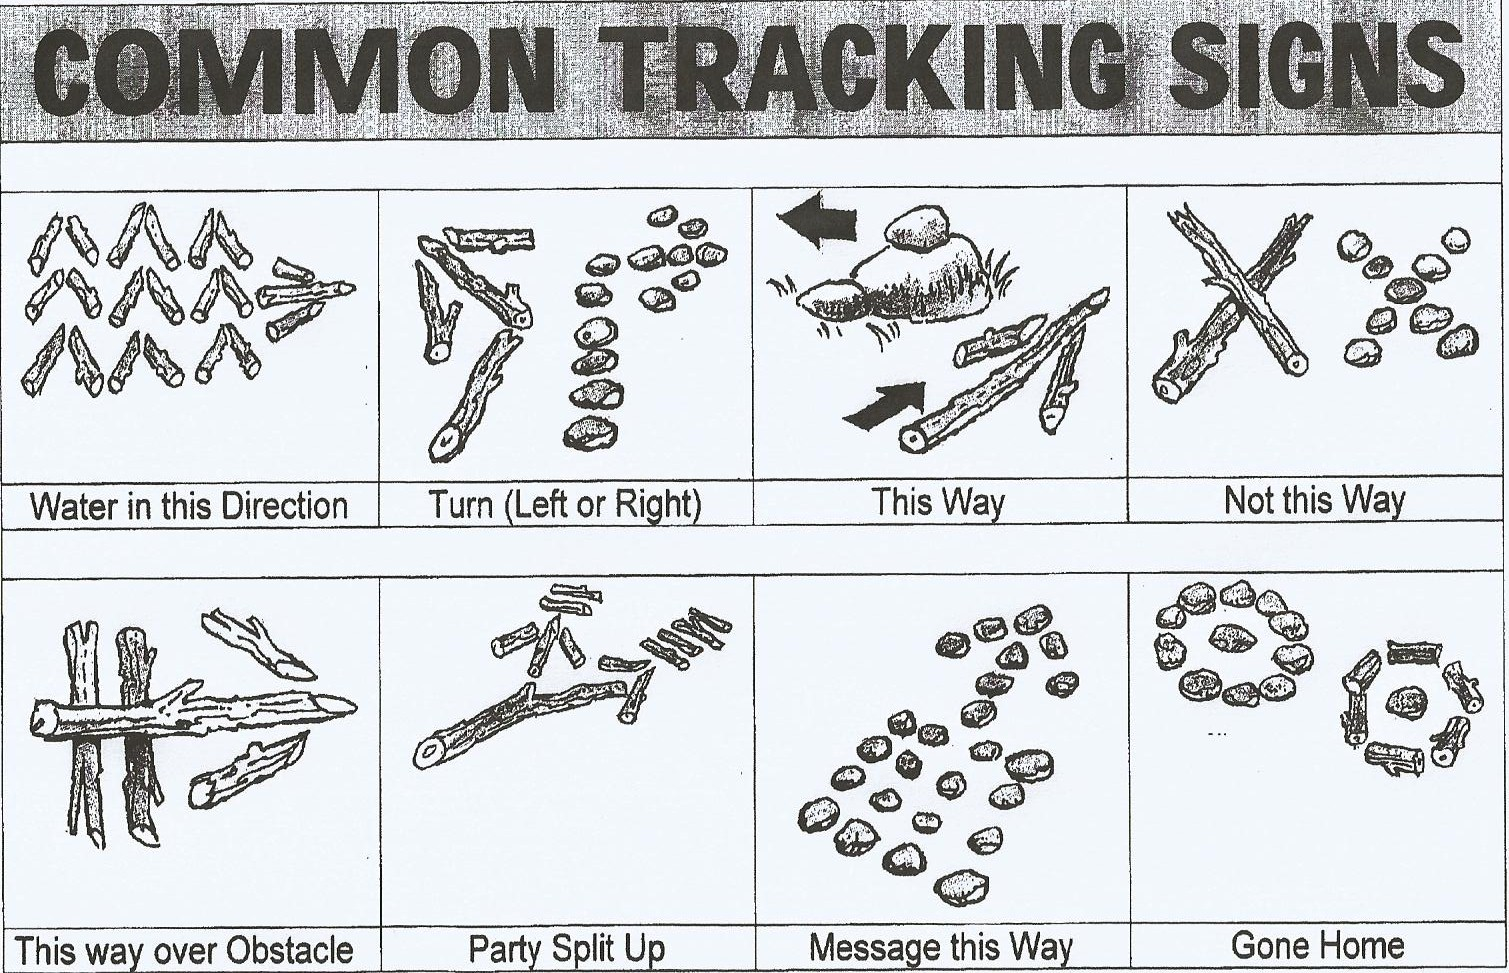 COMMON TRACKING SIGNS
Water in this Direction
Turn (Left or Right)
This Way
Not this Way
This way over Obstacle
Party Split Up
Message this Way
Gone Home